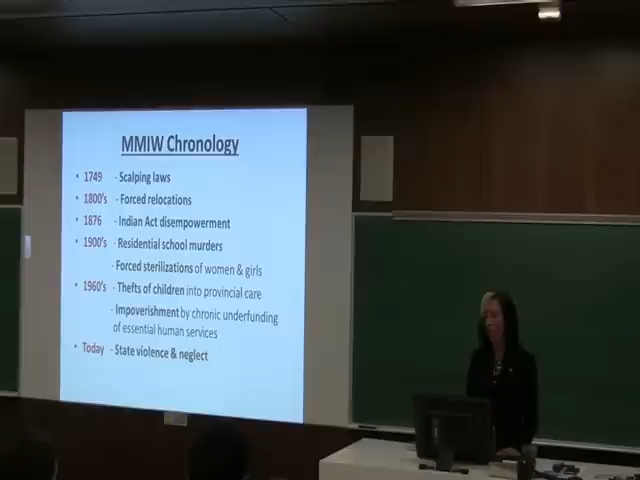 MMIW Chronology
• 1749 - Scalping laws
• 1800's - Forced relocations
• 1876 - Indian Act disempowerment
• 1900's - Residential school murders
- Forced sterilizations of women & girls
• 1960's - Thefts of children into provincial care
- Impoverishment by chronic underfunding
of essential human services
• Today - State violence & neglect